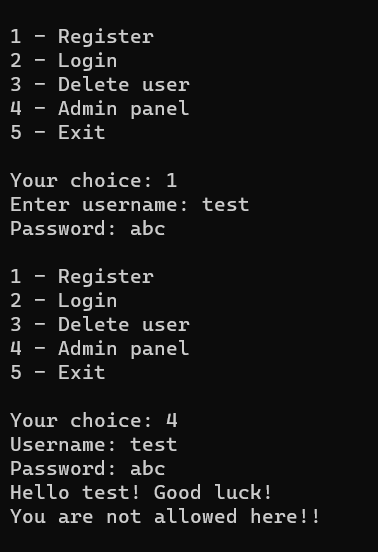 1 - Register
2 - Login
3 - Delete user
4 - Admin panel
5 - Exit
Your choice: 1
Enter username: test
Password: abc
1 - Register
2 - Login
3 - Delete user
4 - Admin panel
5 - Exit
Your choice: 4
Username: test
Password: abc
Hello test! Good luck!
You are not allowed here!!